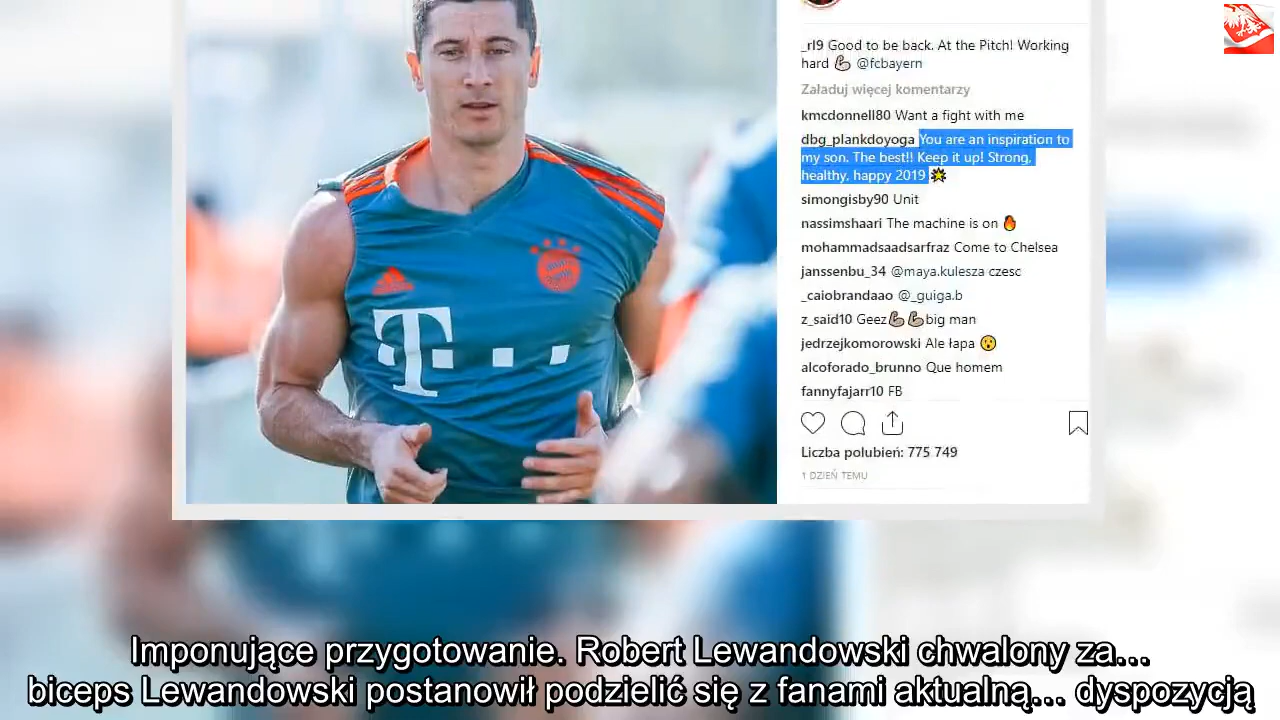 _rl9 Good to be back. At the Pitch! Working
hard 💪 @fcbayern
Załaduj więcej komentarzy
kmcdonnell80 Want a fight with me
dbg_plankdoyoga You are an inspiration to
my son. The best!! Keep it up! Strong,
healthy, happy 2019 🌟
simongisby90 Unit
nassimshaari The machine is on 🔥
mohammadsaadsarfraz Come to Chelsea
janssenbu_34 @maya.kulesza czesc
_caiobrandaao @_guiga.b
z_said10 Geez💪💪big man
jedrzejkomorowski Ale łapa 😲
alcoforado_brunno Que homem
fannyfajarr10 FB
Liczba polubień: 775 749
1 DZIEŃ TEMU
T
Imponujące przygotowanie. Robert Lewandowski chwalony za...
biceps Lewandowski postanowił podzielić się z fanami aktualną... dyspozycją